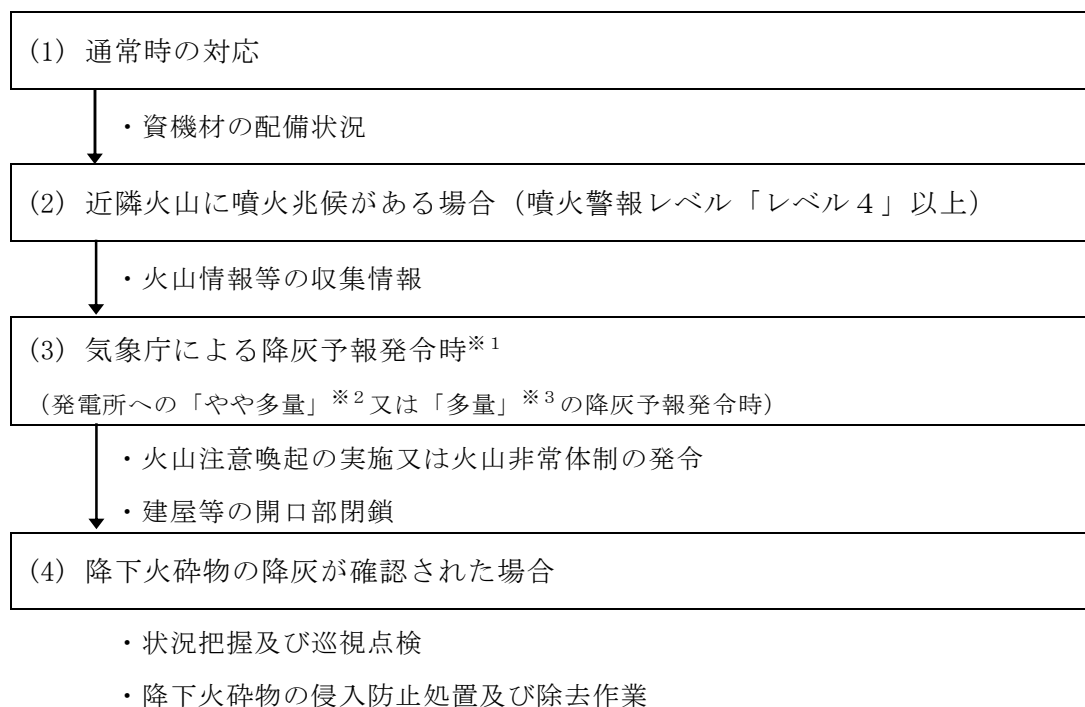 (1) 通常時の対応
・資機材の配備状況
(2) 近隣火山に噴火兆候がある場合（噴火警報レベル「レベル４」以上）
・火山情報等の収集情報
(3) 気象庁による降灰予報発令時※１
（発電所への「やや多量」※２又は「多量」※３の降灰予報発令時）
・火山注意喚起の実施又は火山非常体制の発令
・建屋等の開口部閉鎖
(4) 降下火砕物の降灰が確認された場合
・状況把握及び巡視点検
・降下火砕物の侵入防止処置及び除去作業